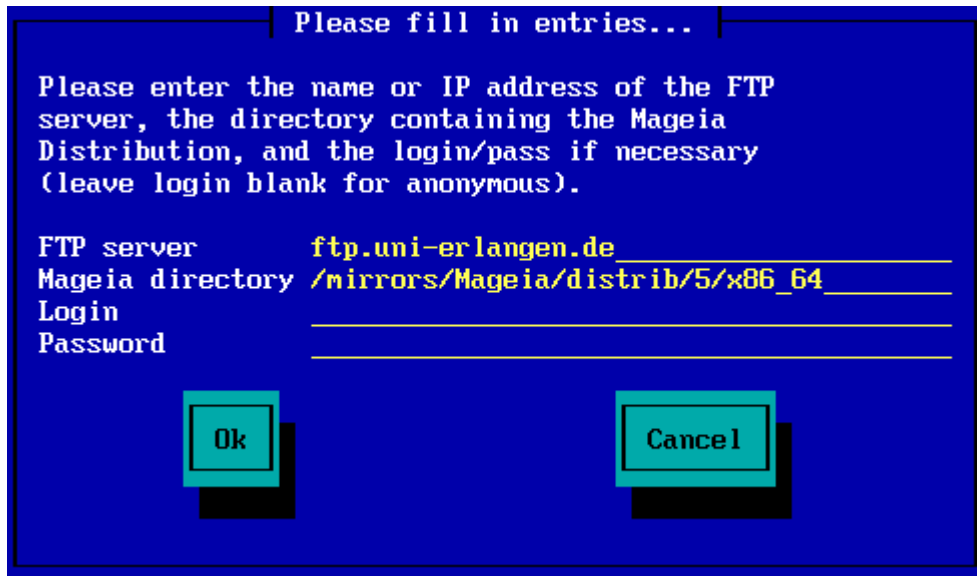 Please fill in entries...
Please enter the name or IP address of the FTP
server, the directory containing the Mageia
Distribution, and the login/pass if necessary
(leave login blank for anonymous).
FTP server ftp.uni-erlangen.de
Mageia directory /mirrors/Mageia/distrib/5/x86_64
Login
Password
Ok Cancel